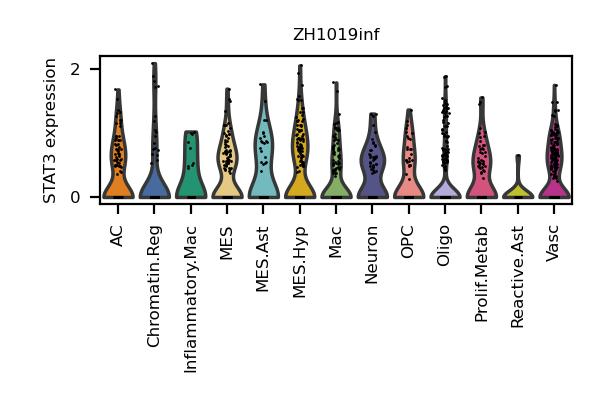 ZH1019inf
STAT3 expression
2
0
AC
Chromatin.Reg
Inflammatory.Mac
MES
MES.Ast
MES.Hyp
Mac
Neuron
OPC
Oligo
Prolif.Metab
Reactive.Ast
Vasc